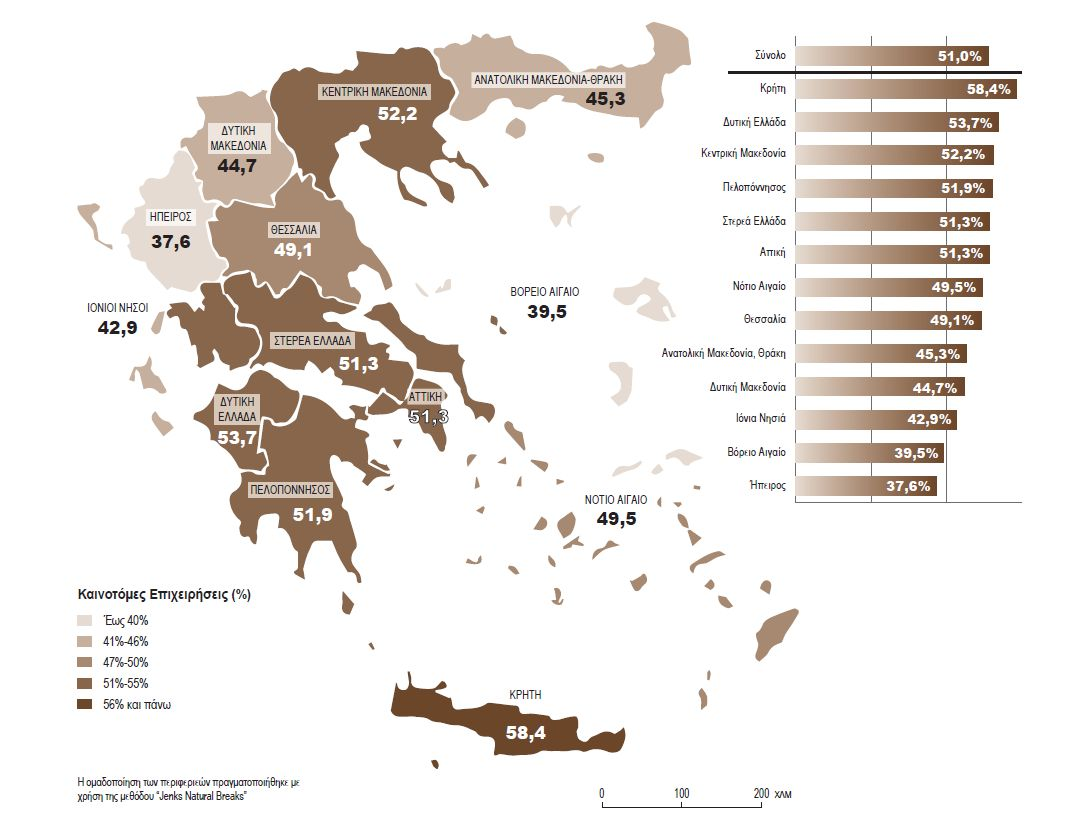 ΚΕΝΤΡΙΚΗ ΜΑΚΕΔΟΝΙΑ
52,2
ΑΝΑΤΟΛΙΚΗ ΜΑΚΕΔΟΝΙΑ-ΘΡΑΚΗ
45,3
ΔΥΤΙΚΗ
ΜΑΚΕΔΟΝΙΑ
44,7
ΗΠΕΙΡΟΣ
37,6
ΘΕΣΣΑΛΙΑ
49,1
ΙΟΝΙΟΙ ΝΗΣΟΙ
42,9
ΒΟΡΕΙΟ ΑΙΓΑΙΟ
39,5
ΣΤΕΡΕΑ ΕΛΛΑΔΑ
51,3
ΔΥΤΙΚΗ
ΕΛΛΑΔΑ
53,7
ΑΤΤΙΚΗ
51,3
ΠΕΛΟΠΟΝΝΗΣΟΣ
51,9
ΝΟΤΙΟ ΑΙΓΑΙΟ
49,5
ΚΡΗΤΗ
58,4
Σύνολο 51,0%
Κρήτη 58,4%
Δυτική Ελλάδα 53,7%
Κεντρική Μακεδονία 52,2%
Πελοπόννησος 51,9%
Στερεά Ελλάδα 51,3%
Αττική 51,3%
Νότιο Αιγαίο 49,5%
Θεσσαλία 49,1%
Ανατολική Μακεδονία, Θράκη 45,3%
Δυτική Μακεδονία 44,7%
Ιόνια Νησιά 42,9%
Βόρειο Αιγαίο 39,5%
Ήπειρος 37,6%
Καινοτόμες Επιχειρήσεις (%)
Έως 40%
41%-46%
47%-50%
51%-55%
56% και πάνω
Η ομαδοποίηση των περιφερειών πραγματοποιήθηκε με
χρήση της μεθόδου "Jenks Natural Breaks"
0 100 200 ΧΛΜ